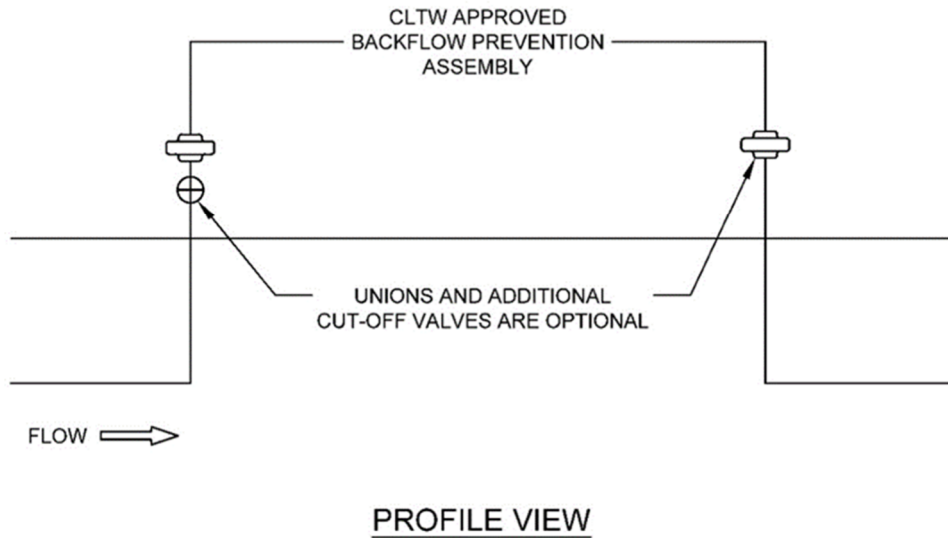 CLTW APPROVED
BACKFLOW PREVENTION
ASSEMBLY
UNIONS AND ADDITIONAL
CUT-OFF VALVES ARE OPTIONAL
FLOW
PROFILE VIEW